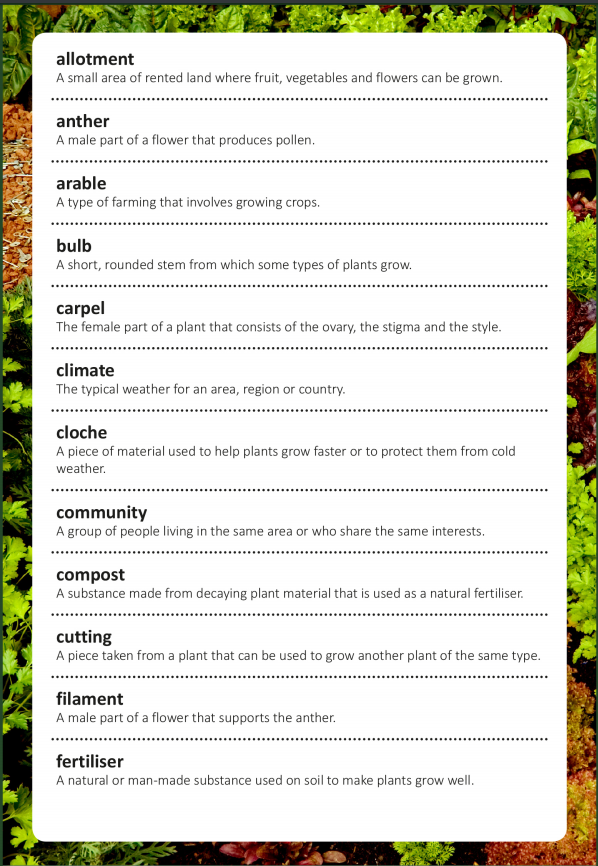 allotment
A small area of rented land where fruit, vegetables and flowers can be grown.
anther
A male part of a flower that produces pollen.
arable
A type of farming that involves growing crops.
bulb
A short, rounded stem from which some types of plants grow.
carpel
The female part of a plant that consists of the ovary, the stigma and the style.
climate
The typical weather for an area, region or country.
cloche
A piece of material used to help plants grow faster or to protect them from cold
weather.
community
A group of people living in the same area or who share the same interests.
compost
A substance made from decaying plant material that is used as a natural fertiliser.
cutting
A piece taken from a plant that can be used to grow another plant of the same type.
filament
A male part of a flower that supports the anther.
fertiliser
A natural or man-made substance used on soil to make plants grow well.